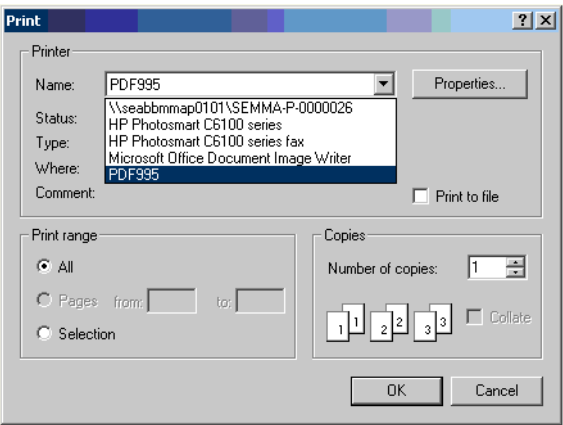 Print
Printer
Name: PDF995 Properties...
\\seabbmmap0101\SEMMA-P-0000026
Status: HP Photosmart C6100 series
Type: HP Photosmart C6100 series fax
Where: Microsoft Office Document Image Writer
PDF995
Comment: Print to file
Print range
All
Pages from: to:
Selection
Copies
Number of copies: 1
1 1 2 2 3 3 Collate
OK Cancel